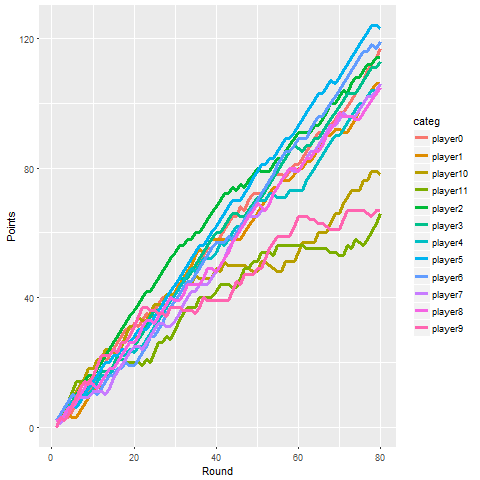 120
80
40
0
Points
0
20
40
60
80
Round
categ
player0
player1
player10
player11
player2
player3
player4
player5
player6
player7
player8
player9